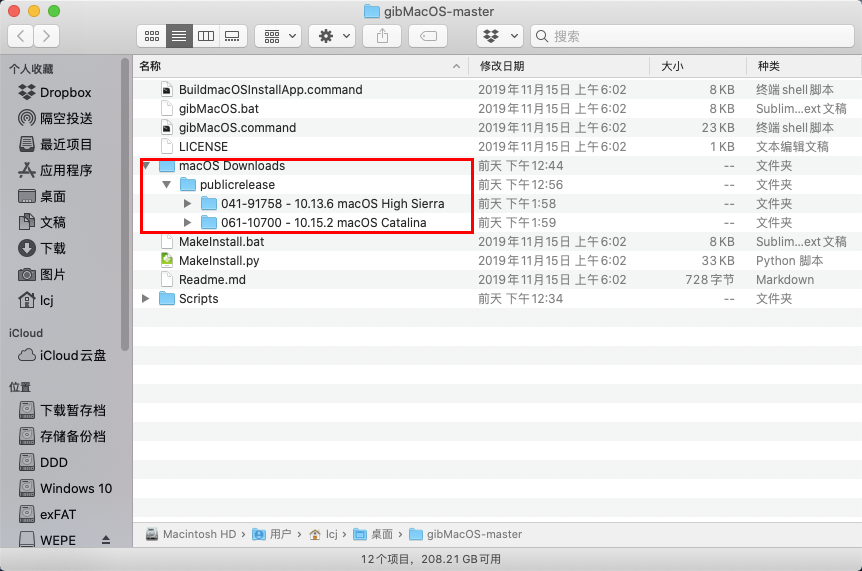 gibMacOS-master
搜索
个人收藏
Dropbox
隔空投送
最近项目
应用程序
桌面
文稿
下载
图片
lcj
iCloud
iCloud云盘
位置
下载暂存档
存储备份档
DDD
Windows 10
exFAT
WEPE
名称 修改日期 大小 种类
BuildmacOSInstallApp.command 2019年11月15日 上午6:02 8 KB 终端 shell 脚本
gibMacOS.bat 2019年11月15日 上午6:02 8 KB Sublim...ext 文稿
gibMacOS.command 2019年11月15日 上午6:02 23 KB 终端 shell 脚本
LICENSE 2019年11月15日 上午6:02 1 KB 文本编辑文稿
macOS Downloads 前天 下午12:44 -- 文件夹
publicrelease 前天 下午12:56 -- 文件夹
041-91758 - 10.13.6 macOS High Sierra 前天 下午1:58 -- 文件夹
061-10700 - 10.15.2 macOS Catalina 前天 下午1:59 -- 文件夹
MakeInstall.bat 2019年11月15日 上午6:02 8 KB Sublim...ext 文稿
MakeInstall.py 2019年11月15日 上午6:02 33 KB Python 脚本
Readme.md 2019年11月15日 上午6:02 728 字节 Markdown
Scripts 前天 下午12:34 -- 文件夹
Macintosh HD › 用户 › lcj › 桌面 › gibMacOS-master
12个项目，208.21 GB可用